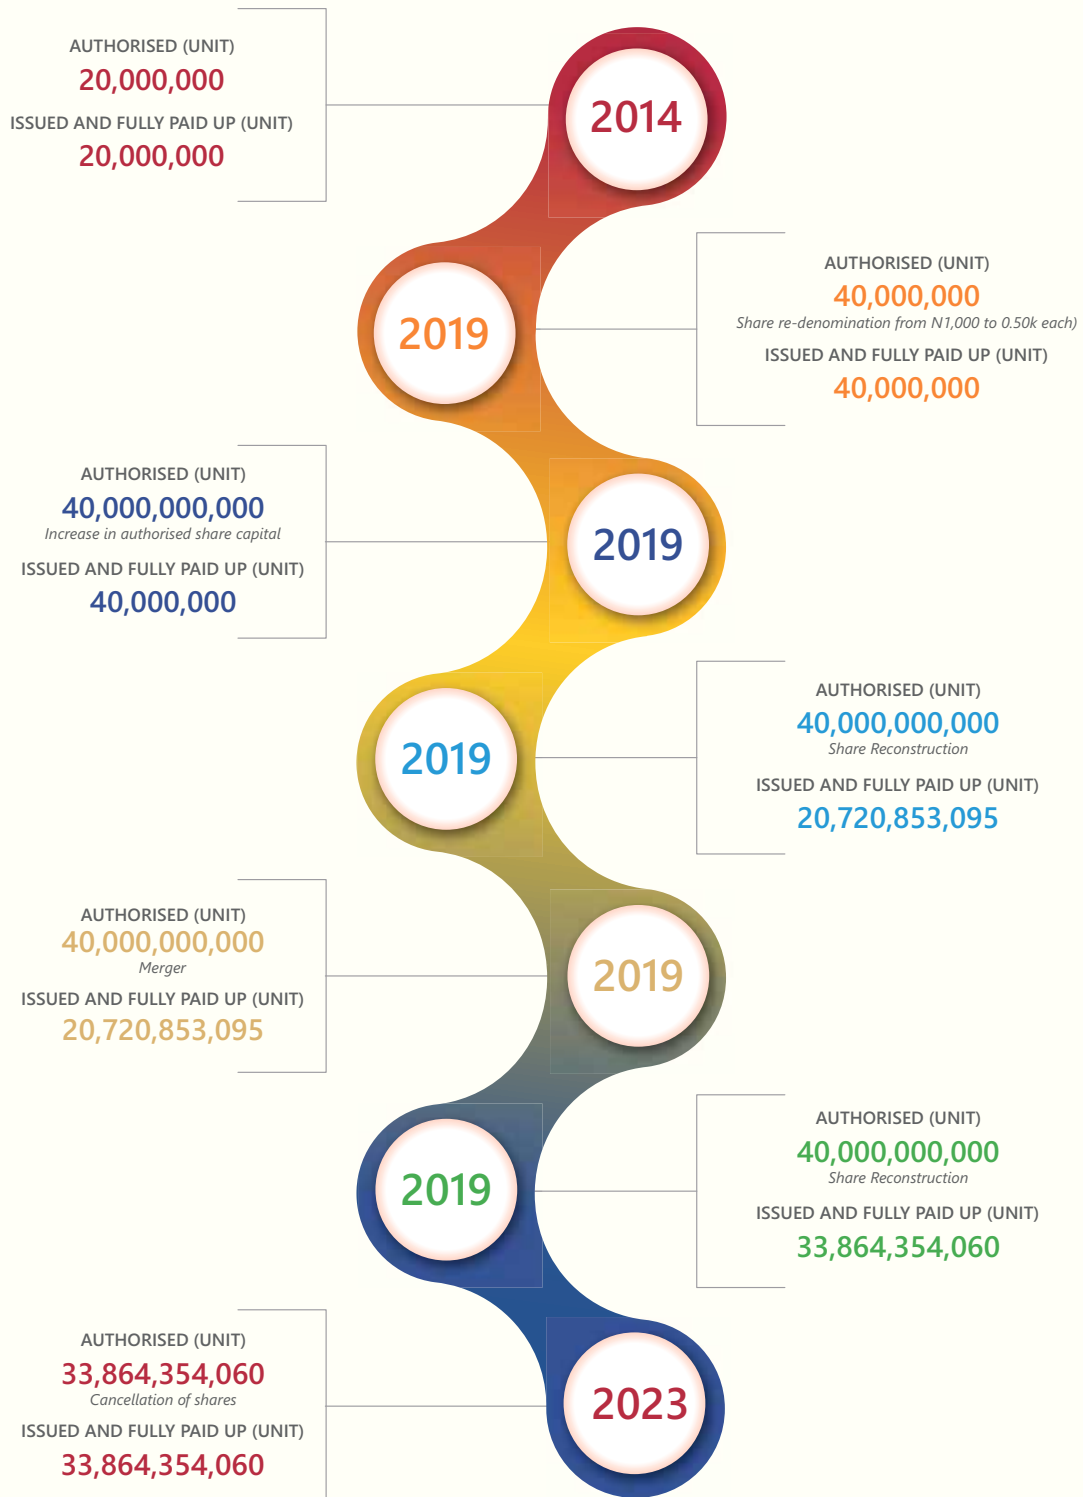 AUTHORISED (UNIT)
20,000,000
ISSUED AND FULLY PAID UP (UNIT)
20,000,000
2014
2019
AUTHORISED (UNIT)
40,000,000
Share re-denomination from N1,000 to 0.50k each)
ISSUED AND FULLY PAID UP (UNIT)
40,000,000
AUTHORISED (UNIT)
40,000,000,000
Increase in authorised share capital
ISSUED AND FULLY PAID UP (UNIT)
40,000,000
2019
2019
AUTHORISED (UNIT)
40,000,000,000
Share Reconstruction
ISSUED AND FULLY PAID UP (UNIT)
20,720,853,095
AUTHORISED (UNIT)
40,000,000,000
Merger
ISSUED AND FULLY PAID UP (UNIT)
20,720,853,095
2019
2019
AUTHORISED (UNIT)
40,000,000,000
Share Reconstruction
ISSUED AND FULLY PAID UP (UNIT)
33,864,354,060
AUTHORISED (UNIT)
33,864,354,060
Cancellation of shares
ISSUED AND FULLY PAID UP (UNIT)
33,864,354,060
2023